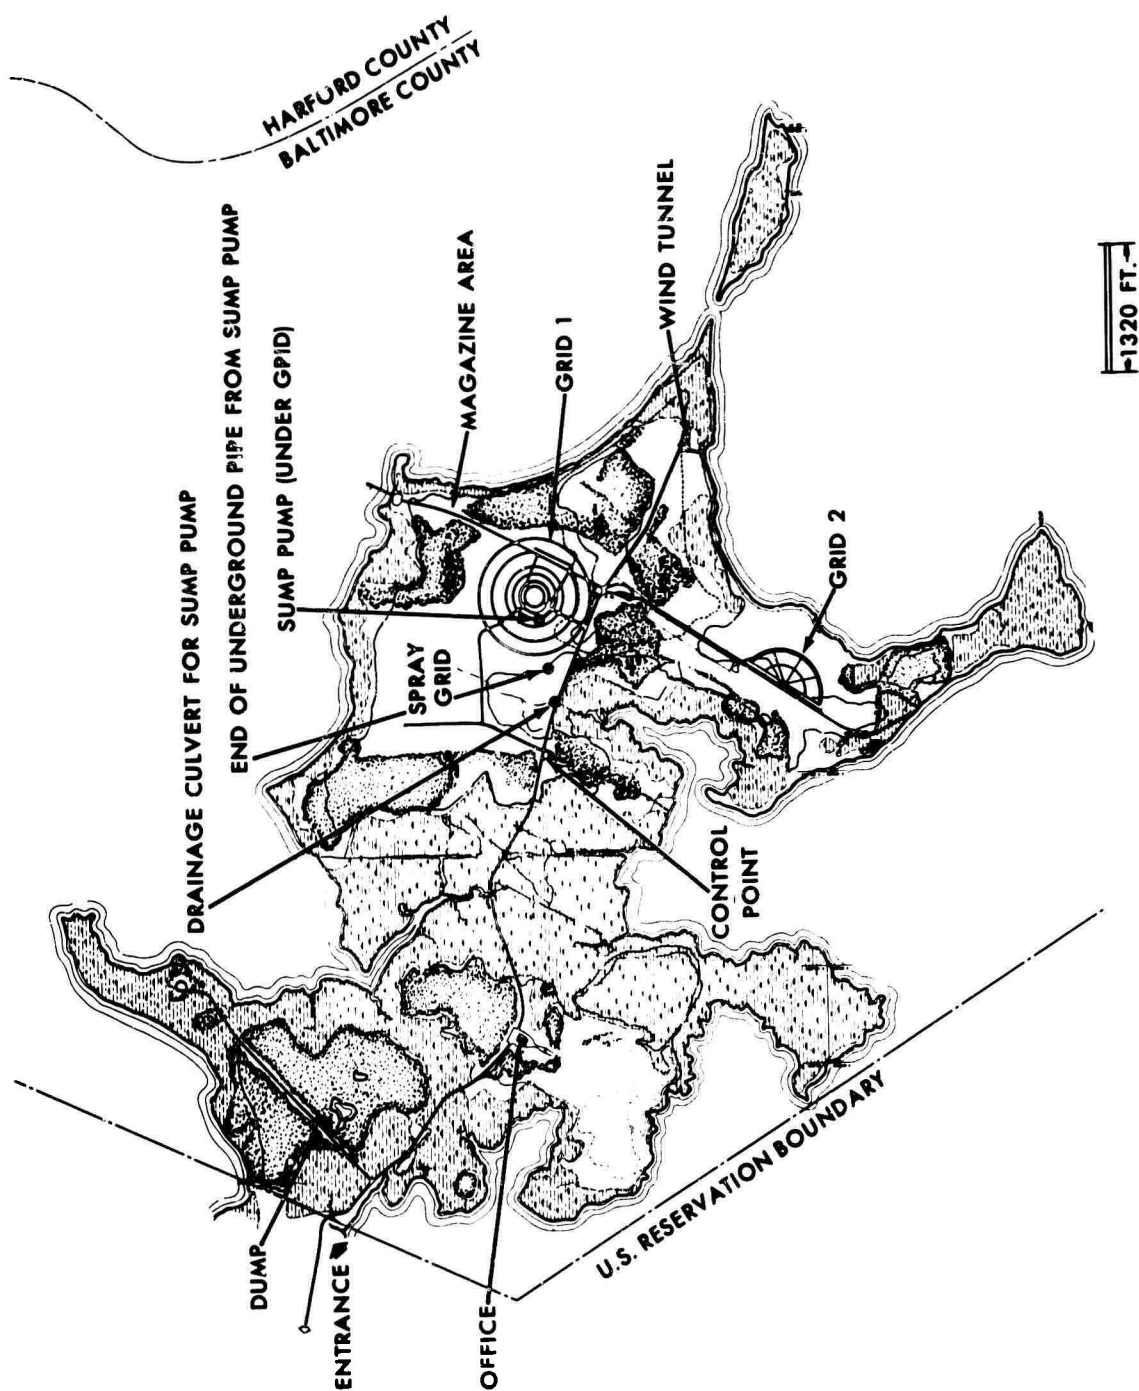 HARFORD COUNTY
BALTIMORE COUNTY
DRAINAGE CULVERT FOR SUMP PUMP
END OF UNDERGROUND PIPE FROM SUMP PUMP
SUMP PUMP (UNDER GPID)
MAGAZINE AREA
GRID 1
WIND TUNNEL
SPRAY
GRID
GRID 2
CONTROL
POINT
DUMP
ENTRANCE
OFFICE
U.S. RESERVATION BOUNDARY
1320 FT.